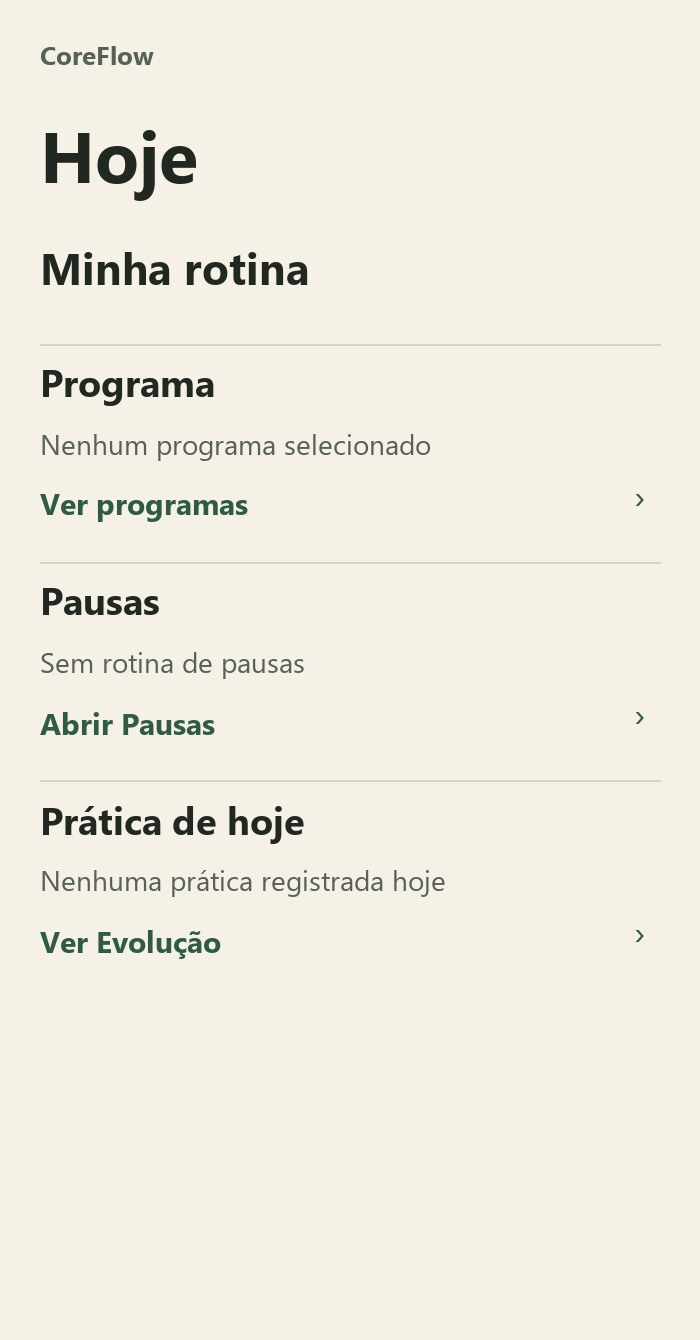 CoreFlow
Hoje
Minha rotina
Programa
Nenhum programa selecionado
Ver programas ›
Pausas
Sem rotina de pausas
Abrir Pausas ›
Prática de hoje
Nenhuma prática registrada hoje
Ver Evolução ›